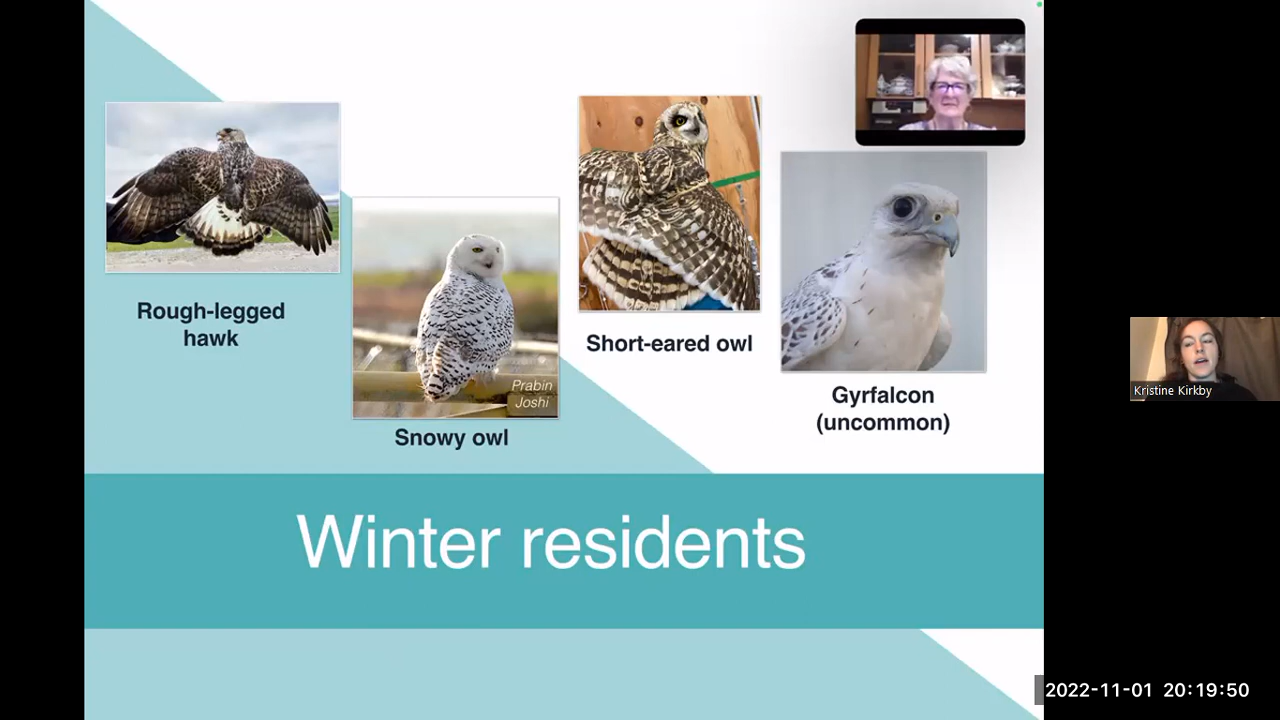 Rough-legged
hawk
Prabin
Joshi
Snowy owl
Short-eared owl
Gyrfalcon
(uncommon)
Winter residents
Kristine Kirkby
2022-11-01 20:19:50